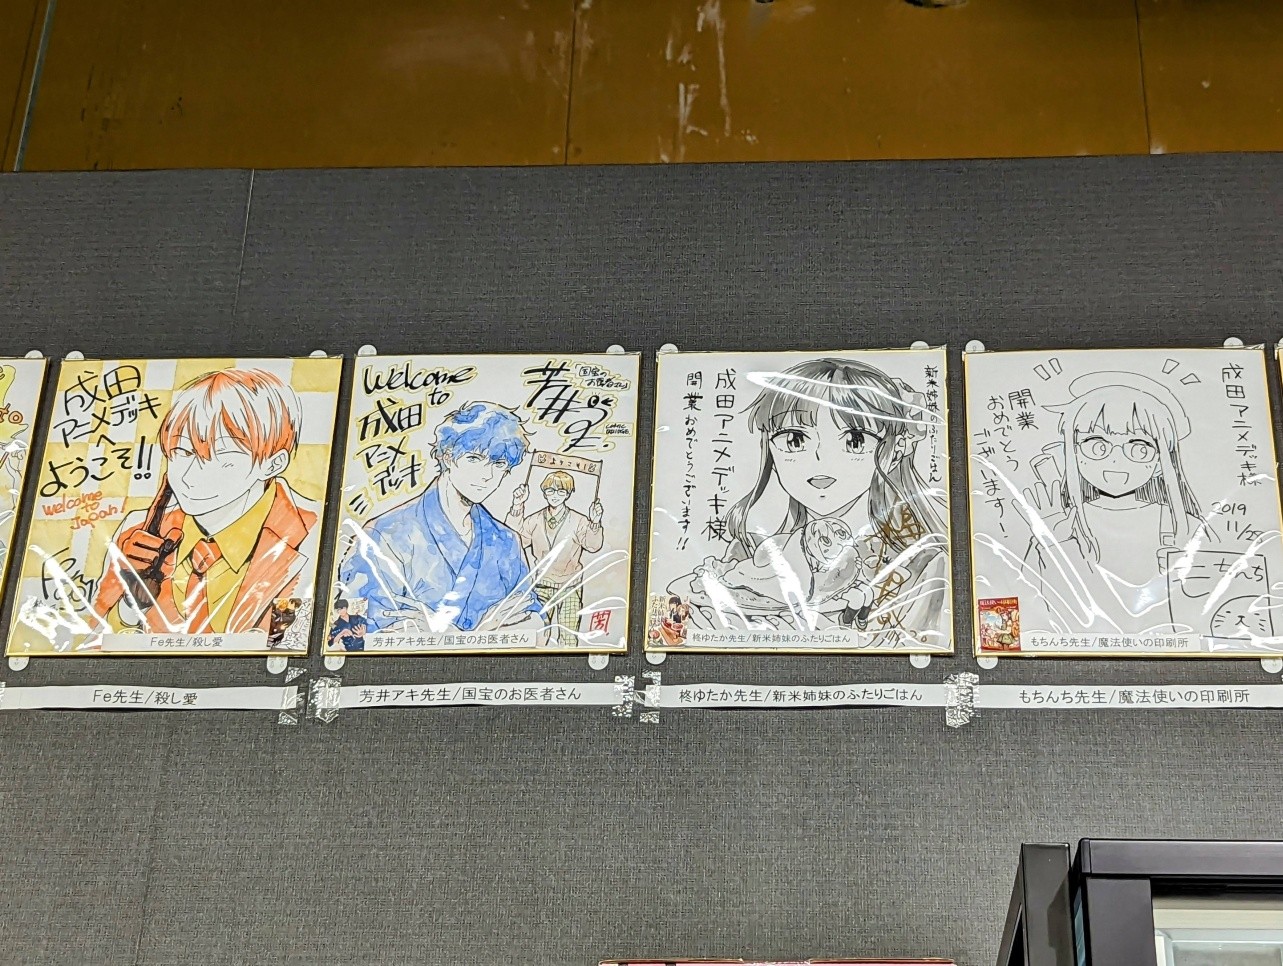 成田
アニメデッキ
へ
ようこそ!!
Welcome
to
Japan!
Fe先生/殺し愛
Fe先生/殺し愛
Welcome
to
成田
アニメ
デッキ
「国宝の
お医者さん」
ようこそ!
芳井アキ先生/国宝のお医者さん
芳井アキ先生/国宝のお医者さん
新米姉妹のふたりごはん
成田アニメデッキ様
開業おめでとうございます!!
柊ゆたか先生/新米姉妹のふたりごはん
柊ゆたか先生/新米姉妹のふたりごはん
成田アニメデッキ様
開業
おめでとう
ございます!
2019
もちんち
もちんち先生/魔法使いの印刷所
もちんち先生/魔法使いの印刷所